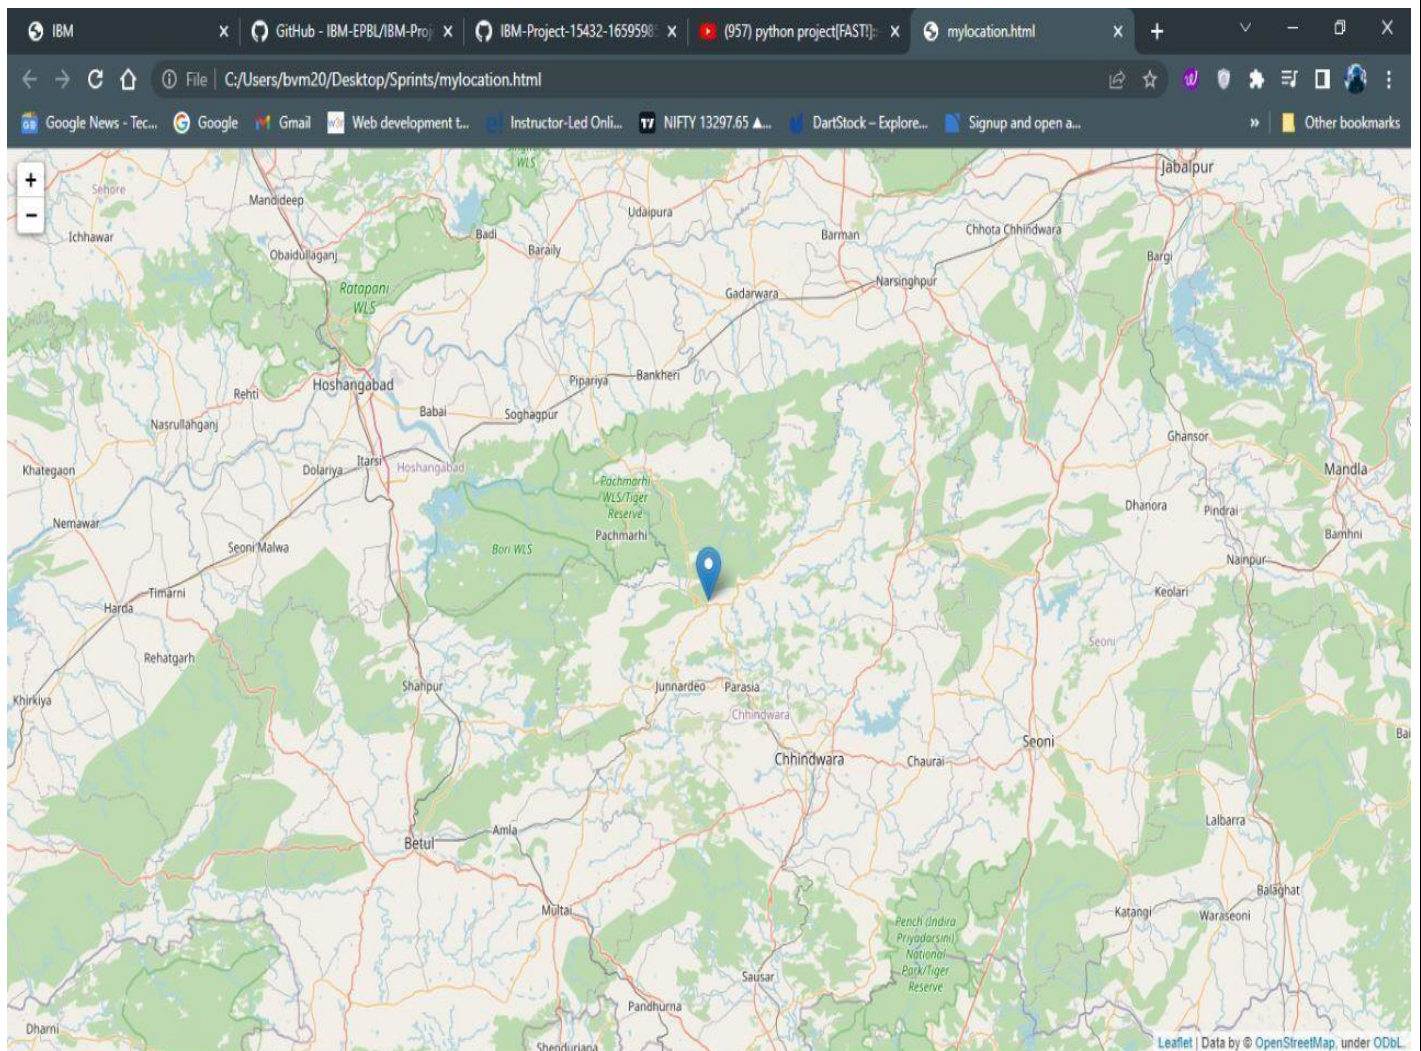 IBM
GitHub - IBM-EPBL/IBM-Proj
IBM-Project-15432-1659598
(957) python project[FAST!]:
mylocation.html
File
C:/Users/bvm20/Desktop/Sprints/mylocation.html
Google News - Tec...
Google
Gmail
Web development t...
Instructor-Led Onli...
NIFTY 13297.65 ▲...
DartStock – Explore...
Signup and open a...
»
Other bookmarks
+
−
WLS
Jabalpur
Sehore
Mandideep
Udaipura
Ichhawar
Badi
Barman
Chhota Chhindwara
Obaidullaganj
Baraily
Bargi
Ratapani
WLS
Gadarwara
Narsinghpur
Hoshangabad
Pipariya
Bankheri
Rehti
Babai
Soghagpur
Nasrullahganj
Ghansor
Khategaon
Dolariya
Itarsi
Hoshangabad
Mandla
Pachmarhi
WLS/Tiger
Reserve
Dhanora
Pindrai
Nemawar
Pachmarhi
Bamhni
Seoni Malwa
Bori WLS
Nainpur
Timarni
Keolari
Harda
Seoni
Rehatgarh
Shahpur
Junnardeo
Parasia
Khirkiya
Chhindwara
Seoni
Chhindwara
Chaurai
Bai
Lalbarra
Amla
Betul
Balaghat
Multai
Katangi
Waraseoni
Pench (Indira
Priyadarsini)
National
Park/Tiger
Reserve
Sausar
Pandhurna
Dharni
Leaflet | Data by © OpenStreetMap, under ODbL.